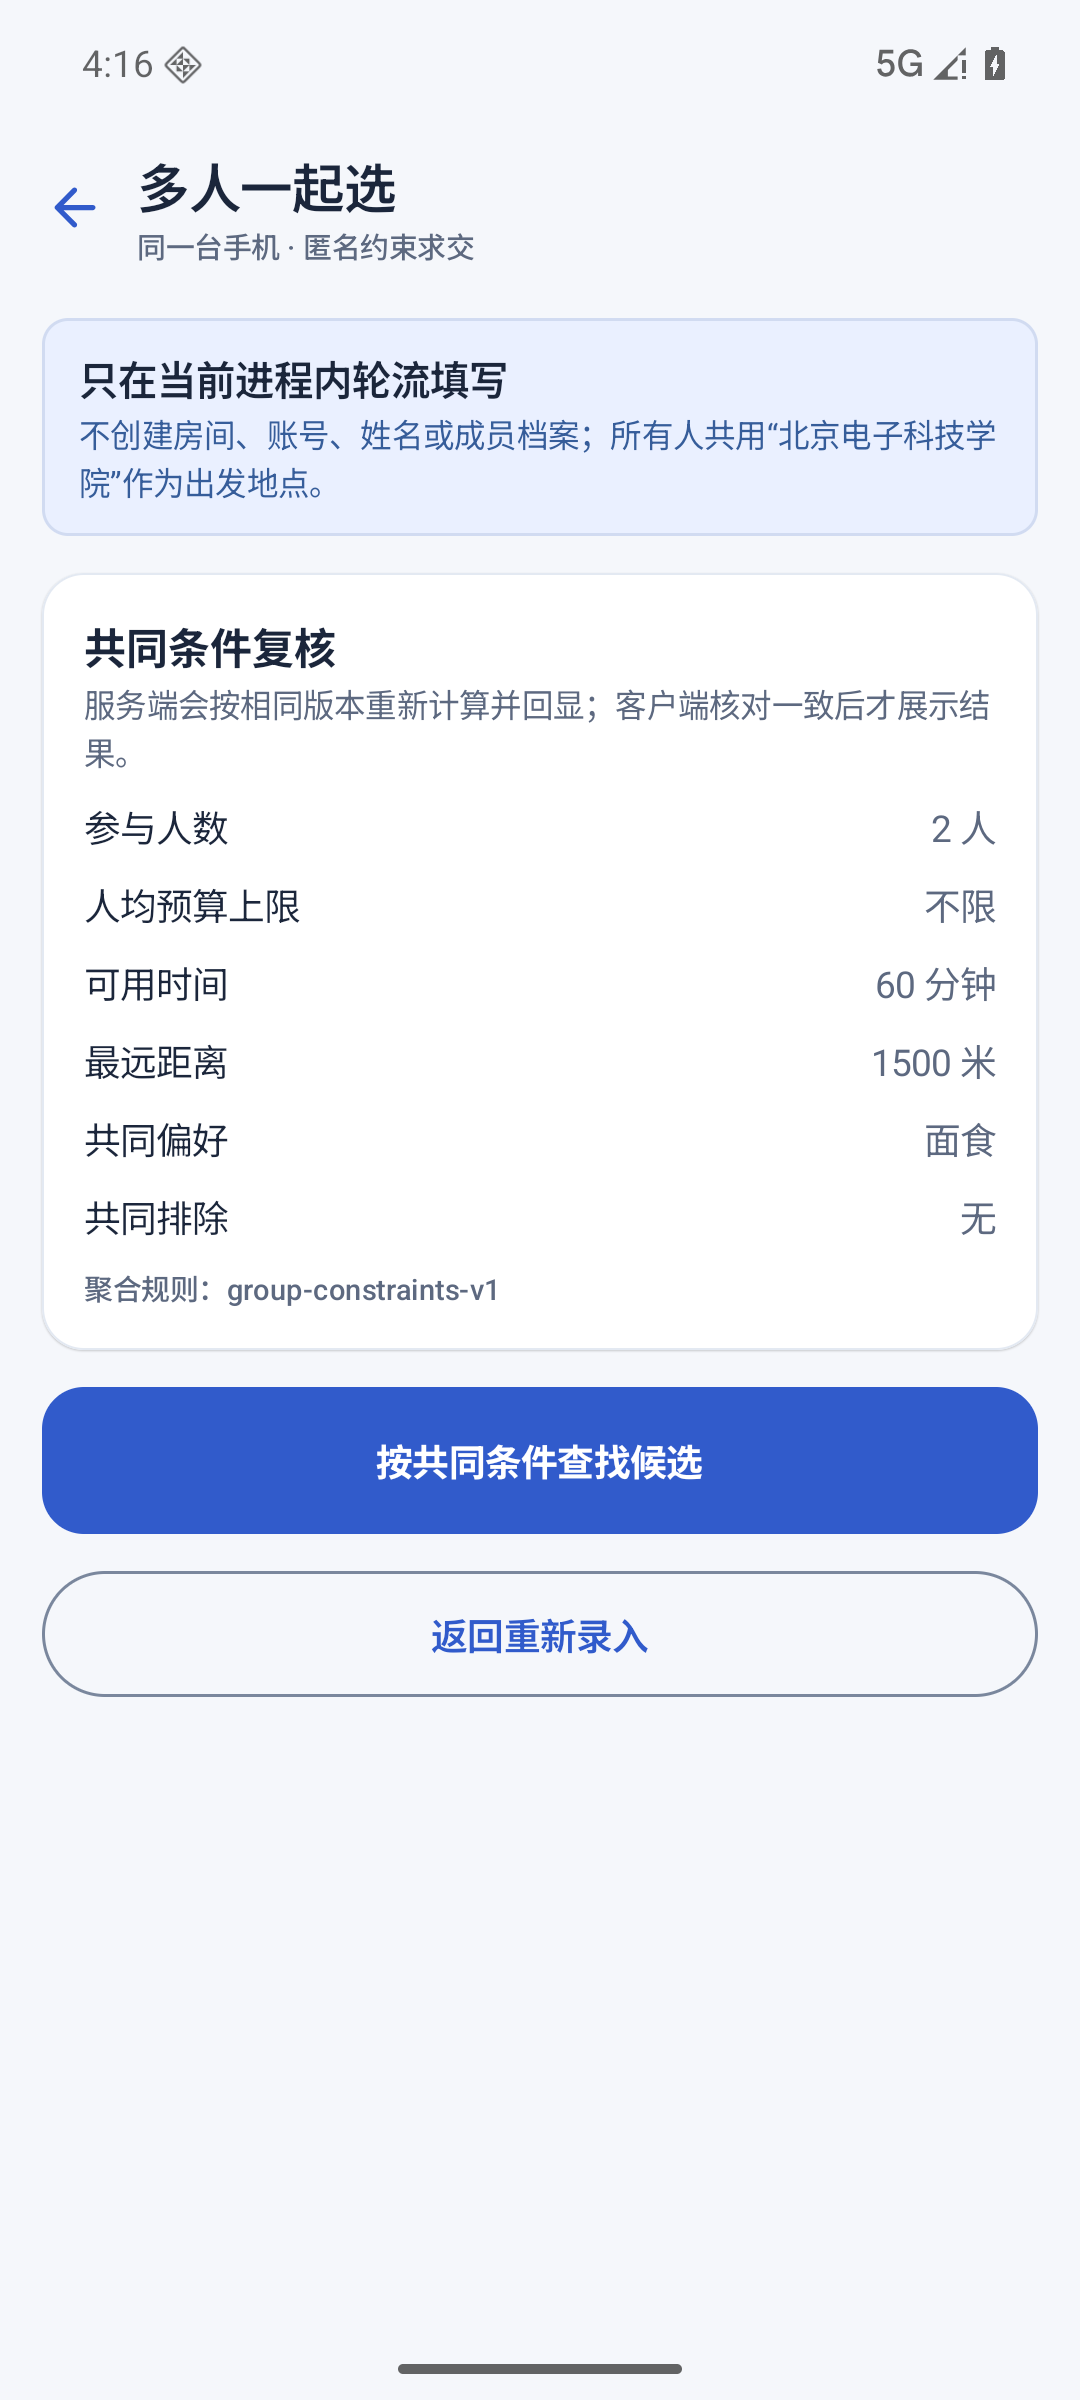 4:16
5G
多人一起选
同一台手机 · 匿名约束求交
只在当前进程内轮流填写
不创建房间、账号、姓名或成员档案；所有人共用“北京电子科技学
院”作为出发地点。
共同条件复核
服务端会按相同版本重新计算并回显；客户端核对一致后才展示结
果。
参与人数 2 人
人均预算上限 不限
可用时间 60 分钟
最远距离 1500 米
共同偏好 面食
共同排除 无
聚合规则：group-constraints-v1
按共同条件查找候选
返回重新录入